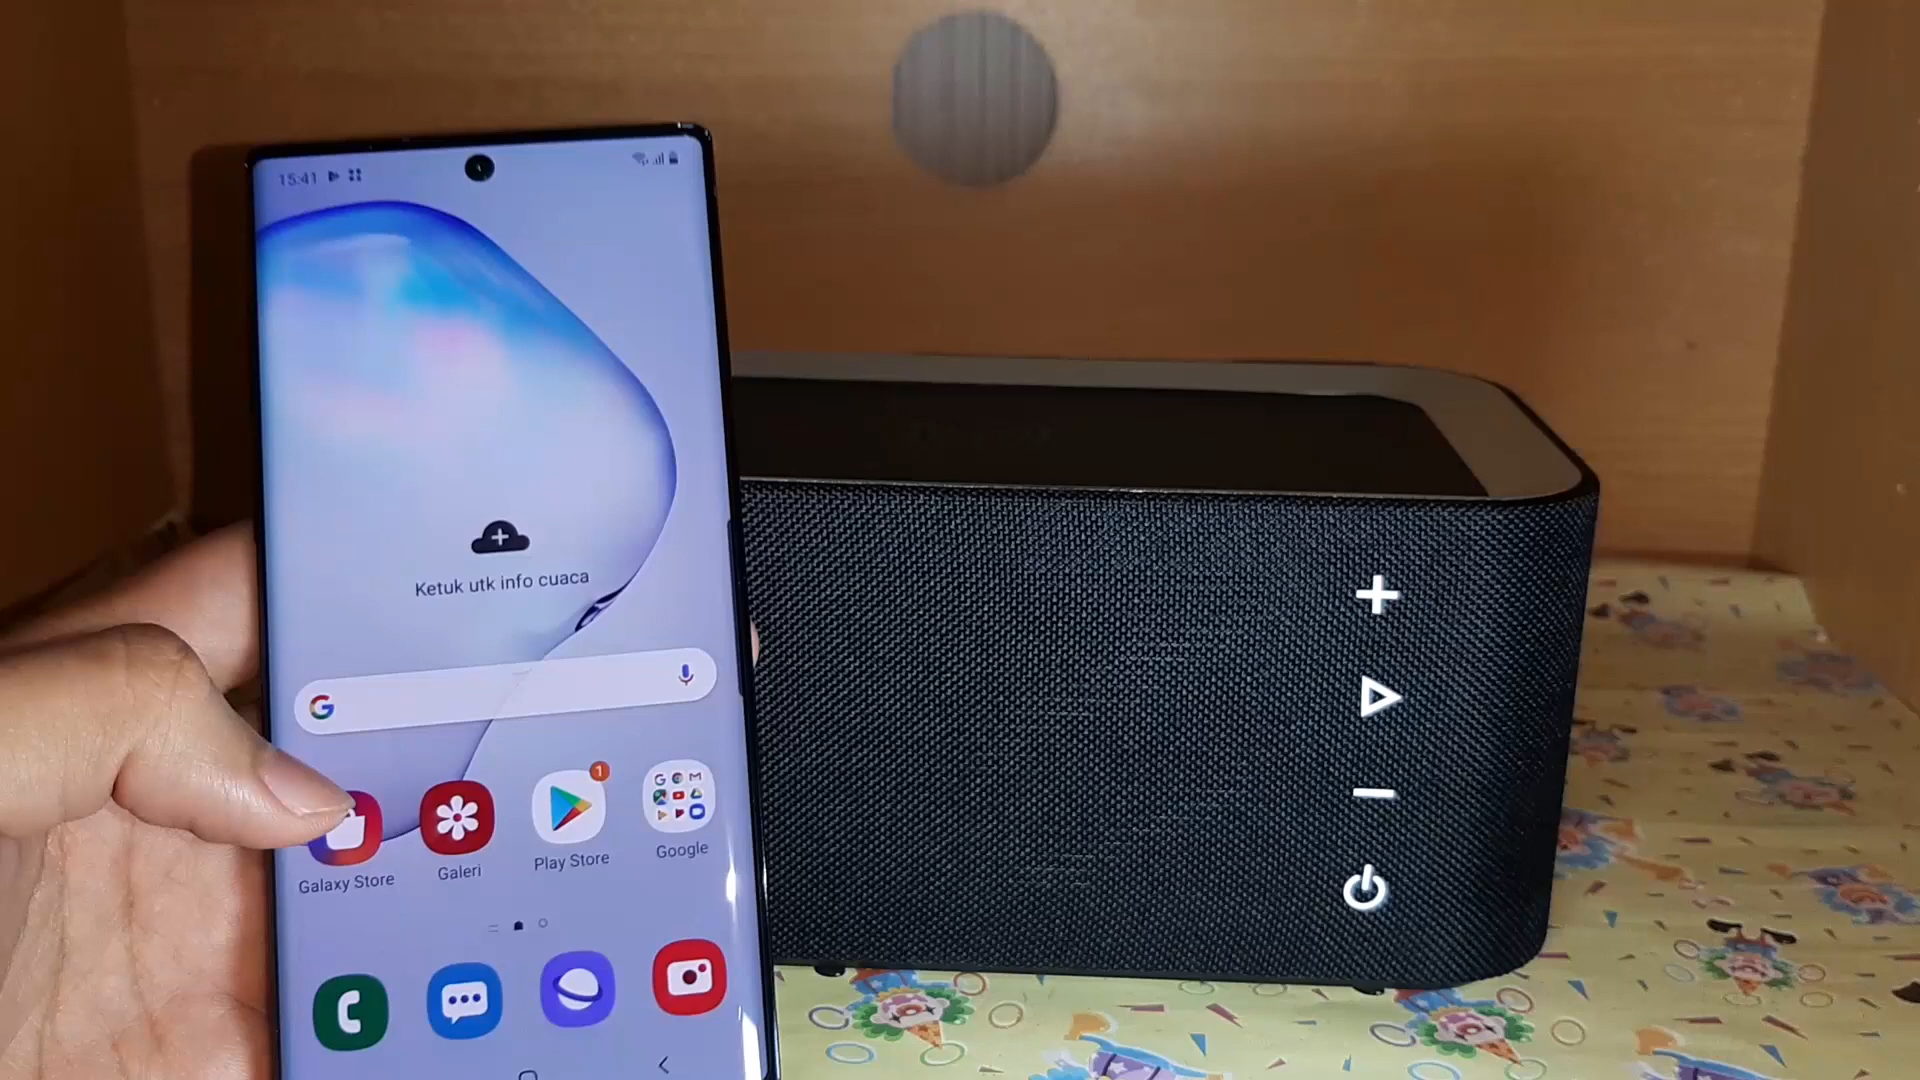 15:41
Ketuk utk info cuaca
G
1
Galaxy Store
Galeri
Play Store
Google